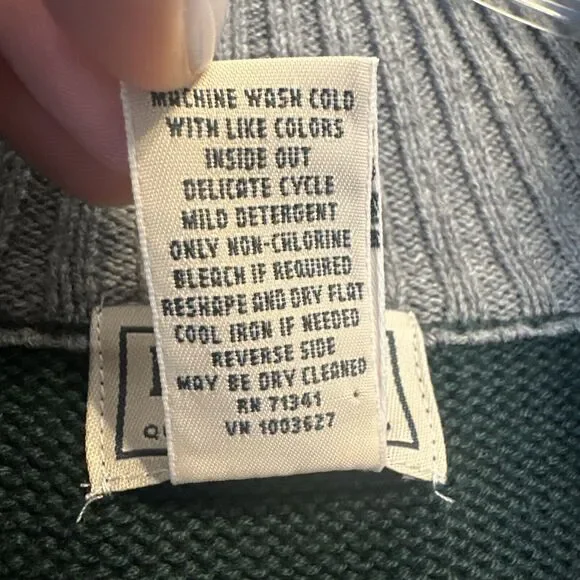 MACHINE WASH COLD
WITH LIKE COLORS
INSIDE OUT
DELICATE CYCLE
MILD DETERGENT
ONLY NON-CHLORINE
BLEACH IF REQUIRED
RESHAPE AND DRY FLAT
COOL IRON IF NEEDED
REVERSE SIDE
MAY BE DRY CLEANED
RN 71341
VN 1003627